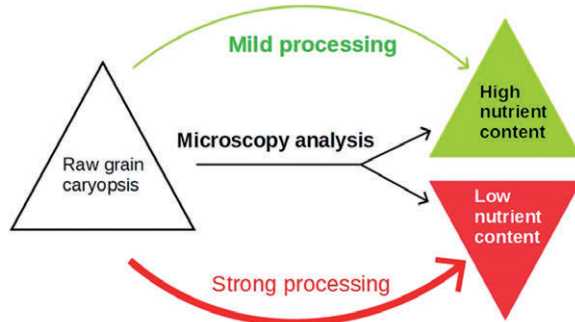 Mild processing
High
nutrient
content
Microscopy analysis
Raw grain
caryopsis
Low
nutrient
content
Strong processing